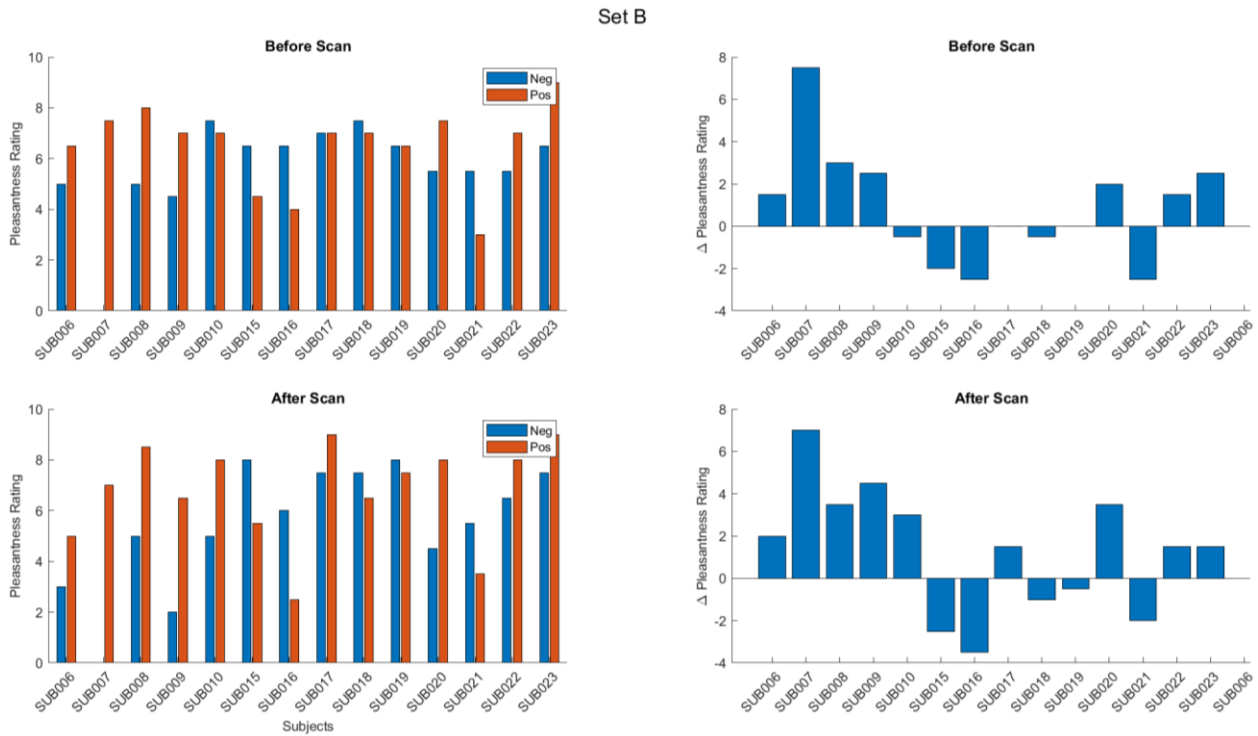 Set B
Before Scan
Pleasantness Rating
10
8
6
4
2
0
Neg
Pos
SUB006
SUB007
SUB008
SUB009
SUB010
SUB015
SUB016
SUB017
SUB018
SUB019
SUB020
SUB021
SUB022
SUB023
Before Scan
Δ Pleasantness Rating
8
6
4
2
0
-2
-4
SUB006
SUB007
SUB008
SUB009
SUB010
SUB015
SUB016
SUB017
SUB018
SUB019
SUB020
SUB021
SUB022
SUB023
SUB006
After Scan
Pleasantness Rating
10
8
6
4
2
0
Neg
Pos
SUB006
SUB007
SUB008
SUB009
SUB010
SUB015
SUB016
SUB017
SUB018
SUB019
SUB020
SUB021
SUB022
SUB023
Subjects
After Scan
Δ Pleasantness Rating
8
6
4
2
0
-2
-4
SUB006
SUB007
SUB008
SUB009
SUB010
SUB015
SUB016
SUB017
SUB018
SUB019
SUB020
SUB021
SUB022
SUB023
SUB006